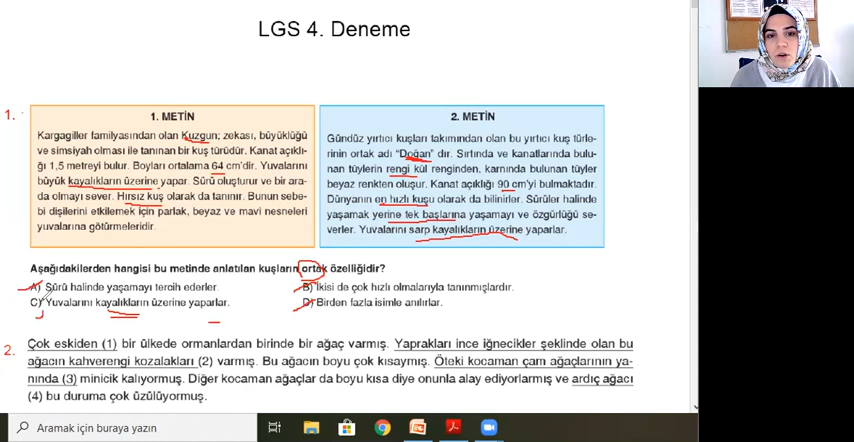 LGS 4. Deneme
1.
1. METİN
Kargagiller familyasından olan Kuzgun; zekası, büyüklüğü
ve simsiyah olması ile tanınan bir kuş türüdür. Kanat açıklı-
ğı 1,5 metreyi bulur. Boyları ortalama 64 cm'dir. Yuvalarını
büyük kayalıkların üzerine yapar. Sürü oluşturur ve bir ara-
da olmayı sever. Hırsız kuş olarak da tanınır. Bunun sebe-
bi dişilerini etkilemek için parlak, beyaz ve mavi nesneleri
yuvalarına götürmeleridir.
2. METİN
Gündüz yırtıcı kuşları takımından olan bu yırtıcı kuş türle-
rinin ortak adı "Doğan" dır. Sırtında ve kanatlarında bulu-
nan tüylerin rengi kül renginden, karnında bulunan tüyler
beyaz renkten oluşur. Kanat açıklığı 90 cm'yi bulmaktadır.
Dünyanın en hızlı kuşu olarak da bilinirler. Sürüler halinde
yaşamak yerine tek başlarına yaşamayı ve özgürlüğü se-
verler. Yuvalarını sarp kayalıkların üzerine yaparlar.
Aşağıdakilerden hangisi bu metinde anlatılan kuşların ortak özelliğidir?
A) Sürü halinde yaşamayı tercih ederler.
B) İkisi de çok hızlı olmalarıyla tanınmışlardır.
C) Yuvalarını kayalıkların üzerine yaparlar.
D) Birden fazla isimle anılırlar.
2.
Çok eskiden (1) bir ülkede ormanlardan birinde bir ağaç varmış. Yaprakları ince iğnecikler şeklinde olan bu
ağacın kahverengi kozalakları (2) varmış. Bu ağacın boyu çok kısaymış. Öteki kocaman çam ağaçlarının ya-
nında (3) minicik kalıyormuş. Diğer kocaman ağaçlar da boyu kısa diye onunla alay ediyorlarmış ve ardıç ağacı
(4) bu duruma çok üzülüyormuş.
Aramak için buraya yazın